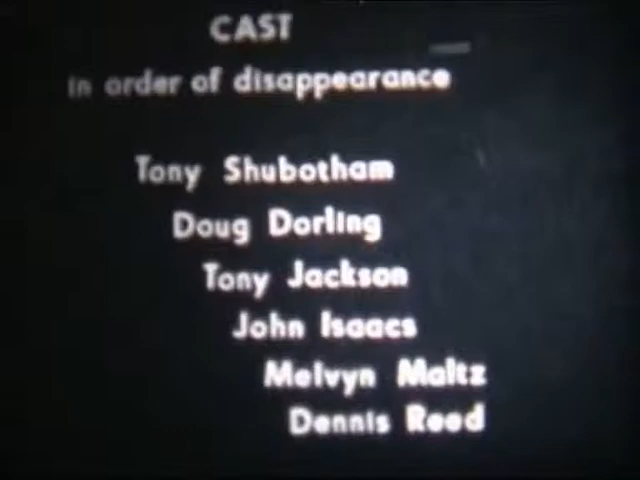 CAST
in order of disappearance
Tony Shubotham
Doug Dorling
Tony Jackson
John Isaacs
Melvyn Maltz
Dennis Reed